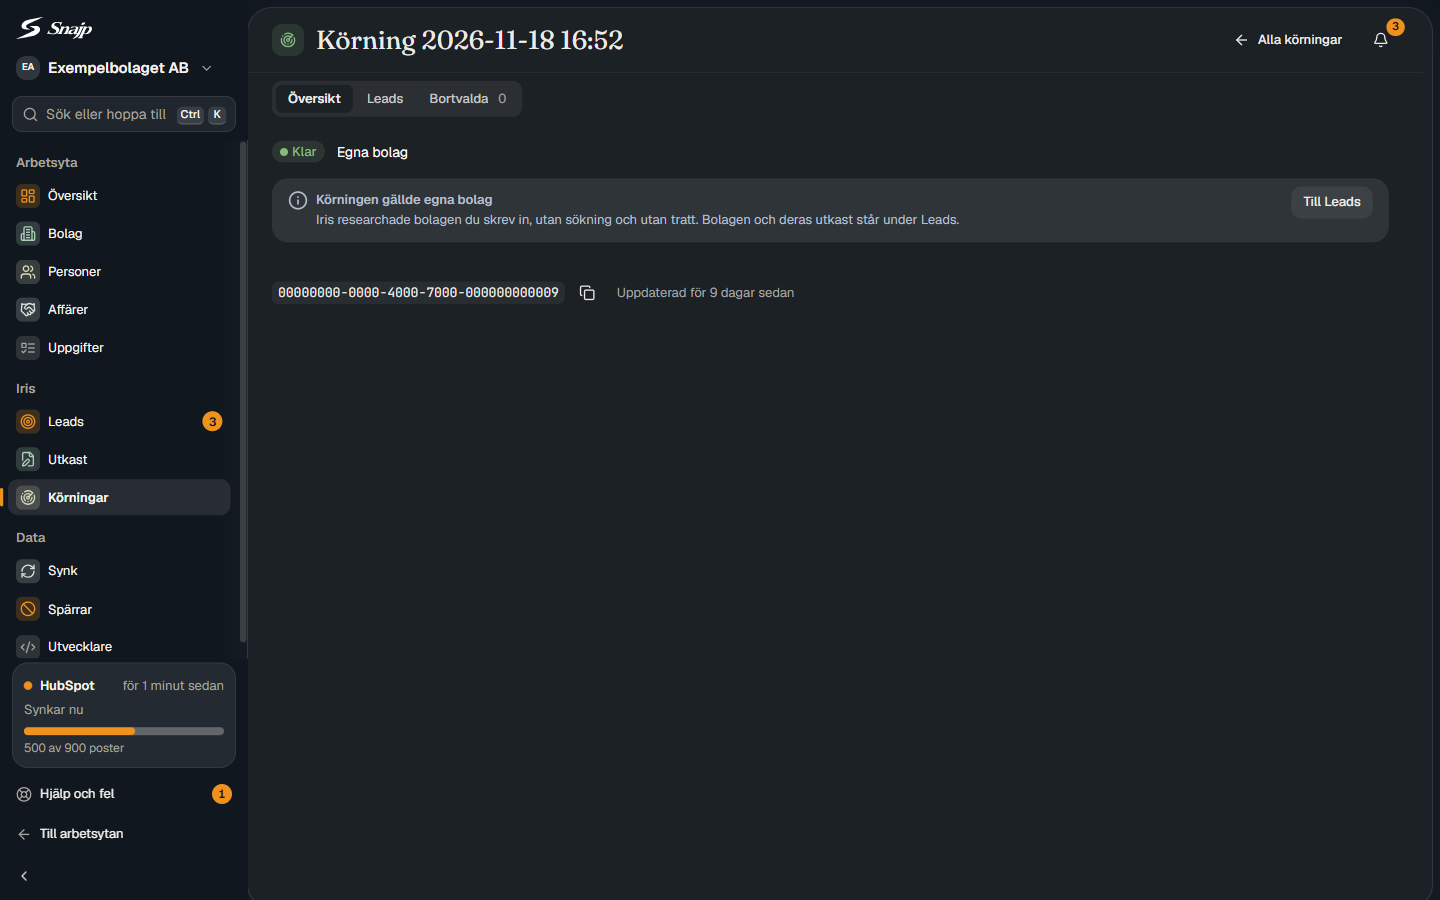 Snajp
EA Exempelbolaget AB
Sök eller hoppa till Ctrl K
Arbetsyta
Översikt
Bolag
Personer
Affärer
Uppgifter
Iris
Leads 3
Utkast
Körningar
Data
Synk
Spärrar
Utvecklare
HubSpot för 1 minut sedan
Synkar nu
500 av 900 poster
Hjälp och fel 1
Till arbetsytan
Körning 2026-11-18 16:52
Alla körningar 3
Översikt Leads Bortvalda 0
Klar Egna bolag
Körningen gällde egna bolag
Iris researchade bolagen du skrev in, utan sökning och utan tratt. Bolagen och deras utkast står under Leads.
Till Leads
00000000-0000-4000-7000-000000000009 Uppdaterad för 9 dagar sedan